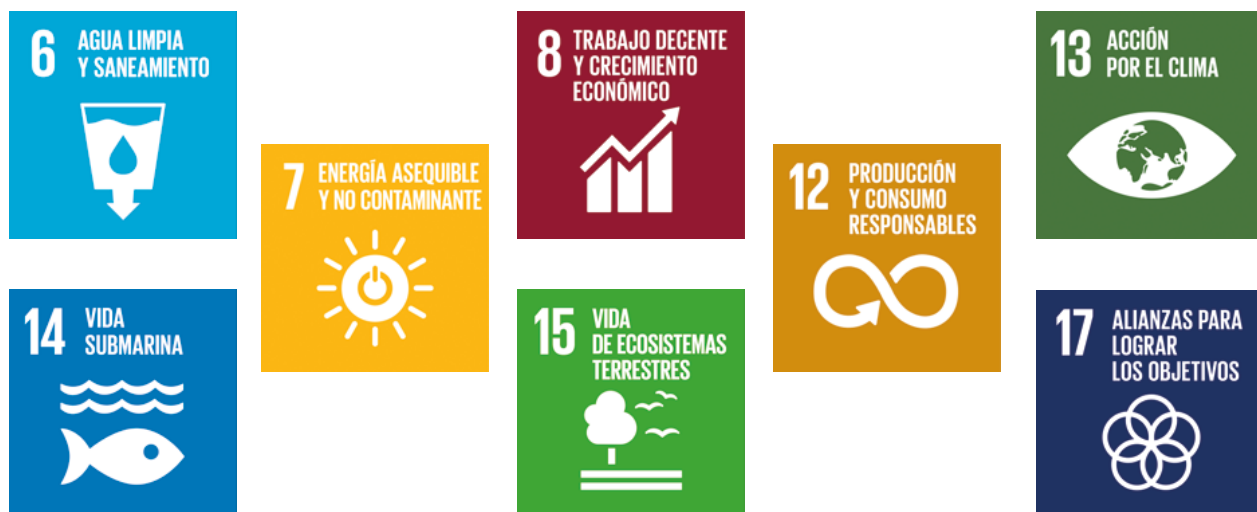 6 AGUA LIMPIA
Y SANEAMIENTO
7 ENERGÍA ASEQUIBLE
Y NO CONTAMINANTE
8 TRABAJO DECENTE
Y CRECIMIENTO
ECONÓMICO
12 PRODUCCIÓN
Y CONSUMO
RESPONSABLES
13 ACCIÓN
POR EL CLIMA
14 VIDA
SUBMARINA
15 VIDA
DE ECOSISTEMAS
TERRESTRES
17 ALIANZAS PARA
LOGRAR
LOS OBJETIVOS